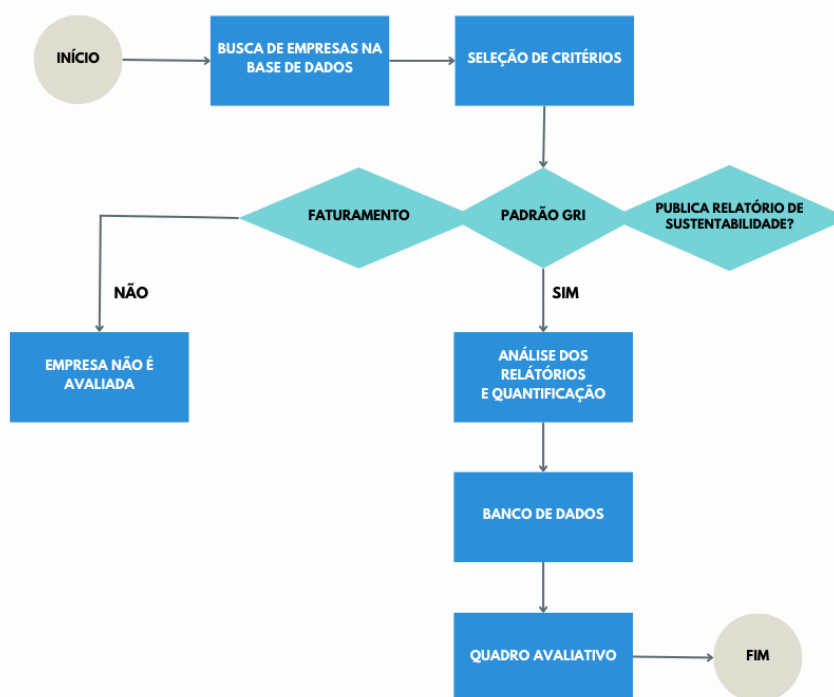 INÍCIO
BUSCA DE EMPRESAS NA
BASE DE DADOS
SELEÇÃO DE CRITÉRIOS
FATURAMENTO
PADRÃO GRI
PUBLICA RELATÓRIO DE
SUSTENTABILIDADE?
NÃO
SIM
EMPRESA NÃO É
AVALIADA
ANÁLISE DOS
RELATÓRIOS
E QUANTIFICAÇÃO
BANCO DE DADOS
QUADRO AVALIATIVO
FIM